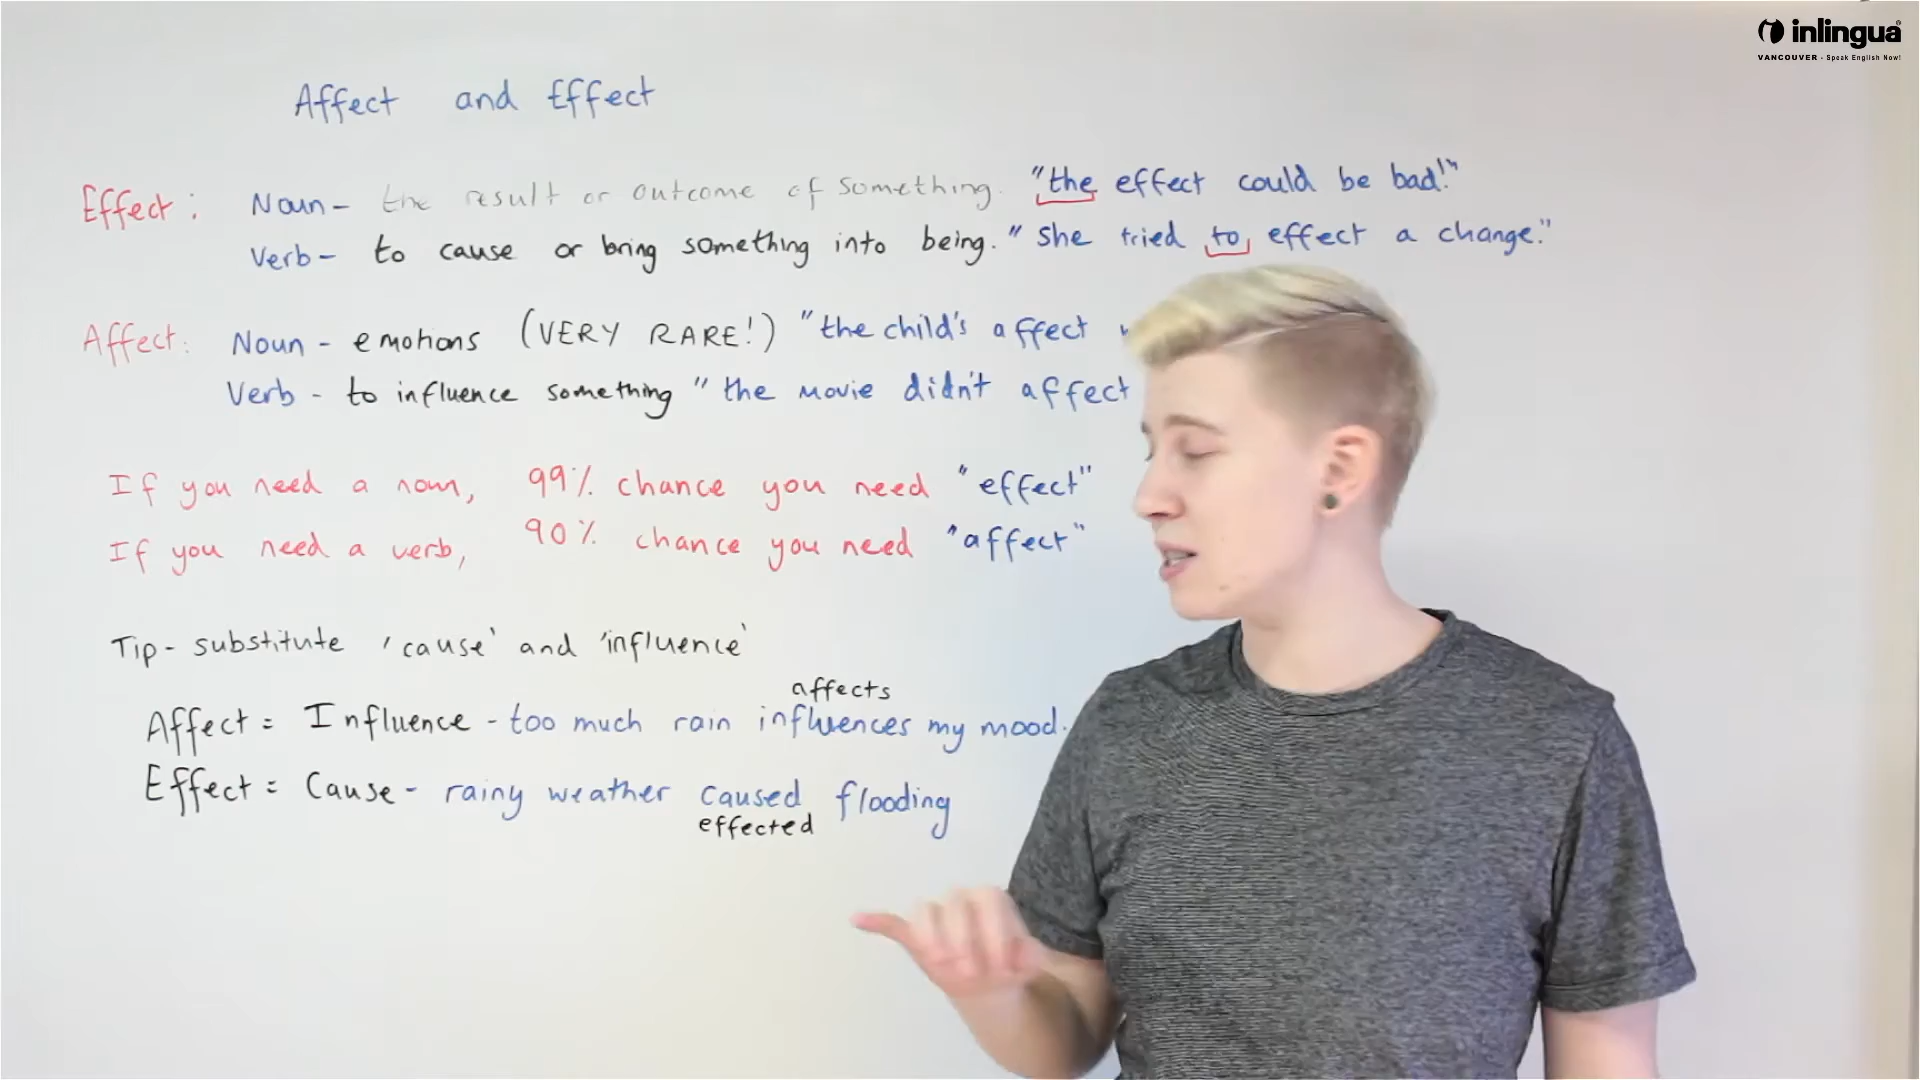 inlingua
VANCOUVER - Speak English Now!
Affect and Effect
Effect: Noun - the result or outcome of something. "the effect could be bad!"
Verb - to cause or bring something into being. "she tried to effect a change."
Affect: Noun - emotions (VERY RARE!) "the child's affect
Verb - to influence something "the movie didn't affect
If you need a noun, 99% chance you need "effect"
If you need a verb, 90% chance you need "affect"
Tip - substitute 'cause' and 'influence'
affects
Affect = Influence - too much rain influences my mood.
Effect = Cause - rainy weather caused flooding
effected